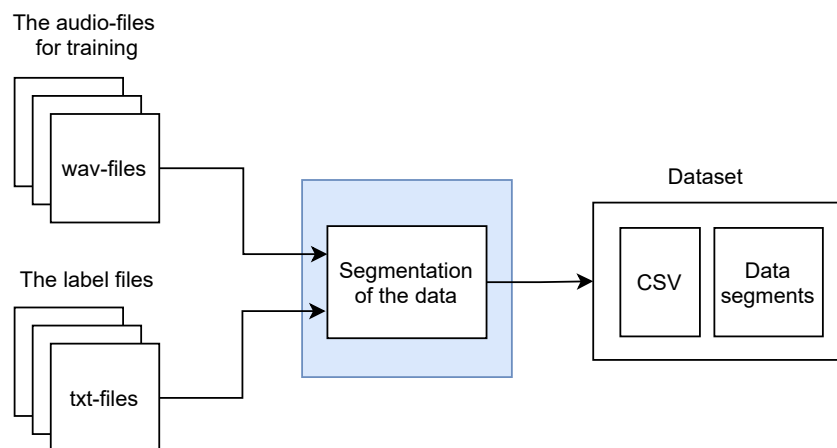 The audio-files
for training
wav-files
The label files
txt-files
Segmentation
of the data
Dataset
CSV
Data
segments